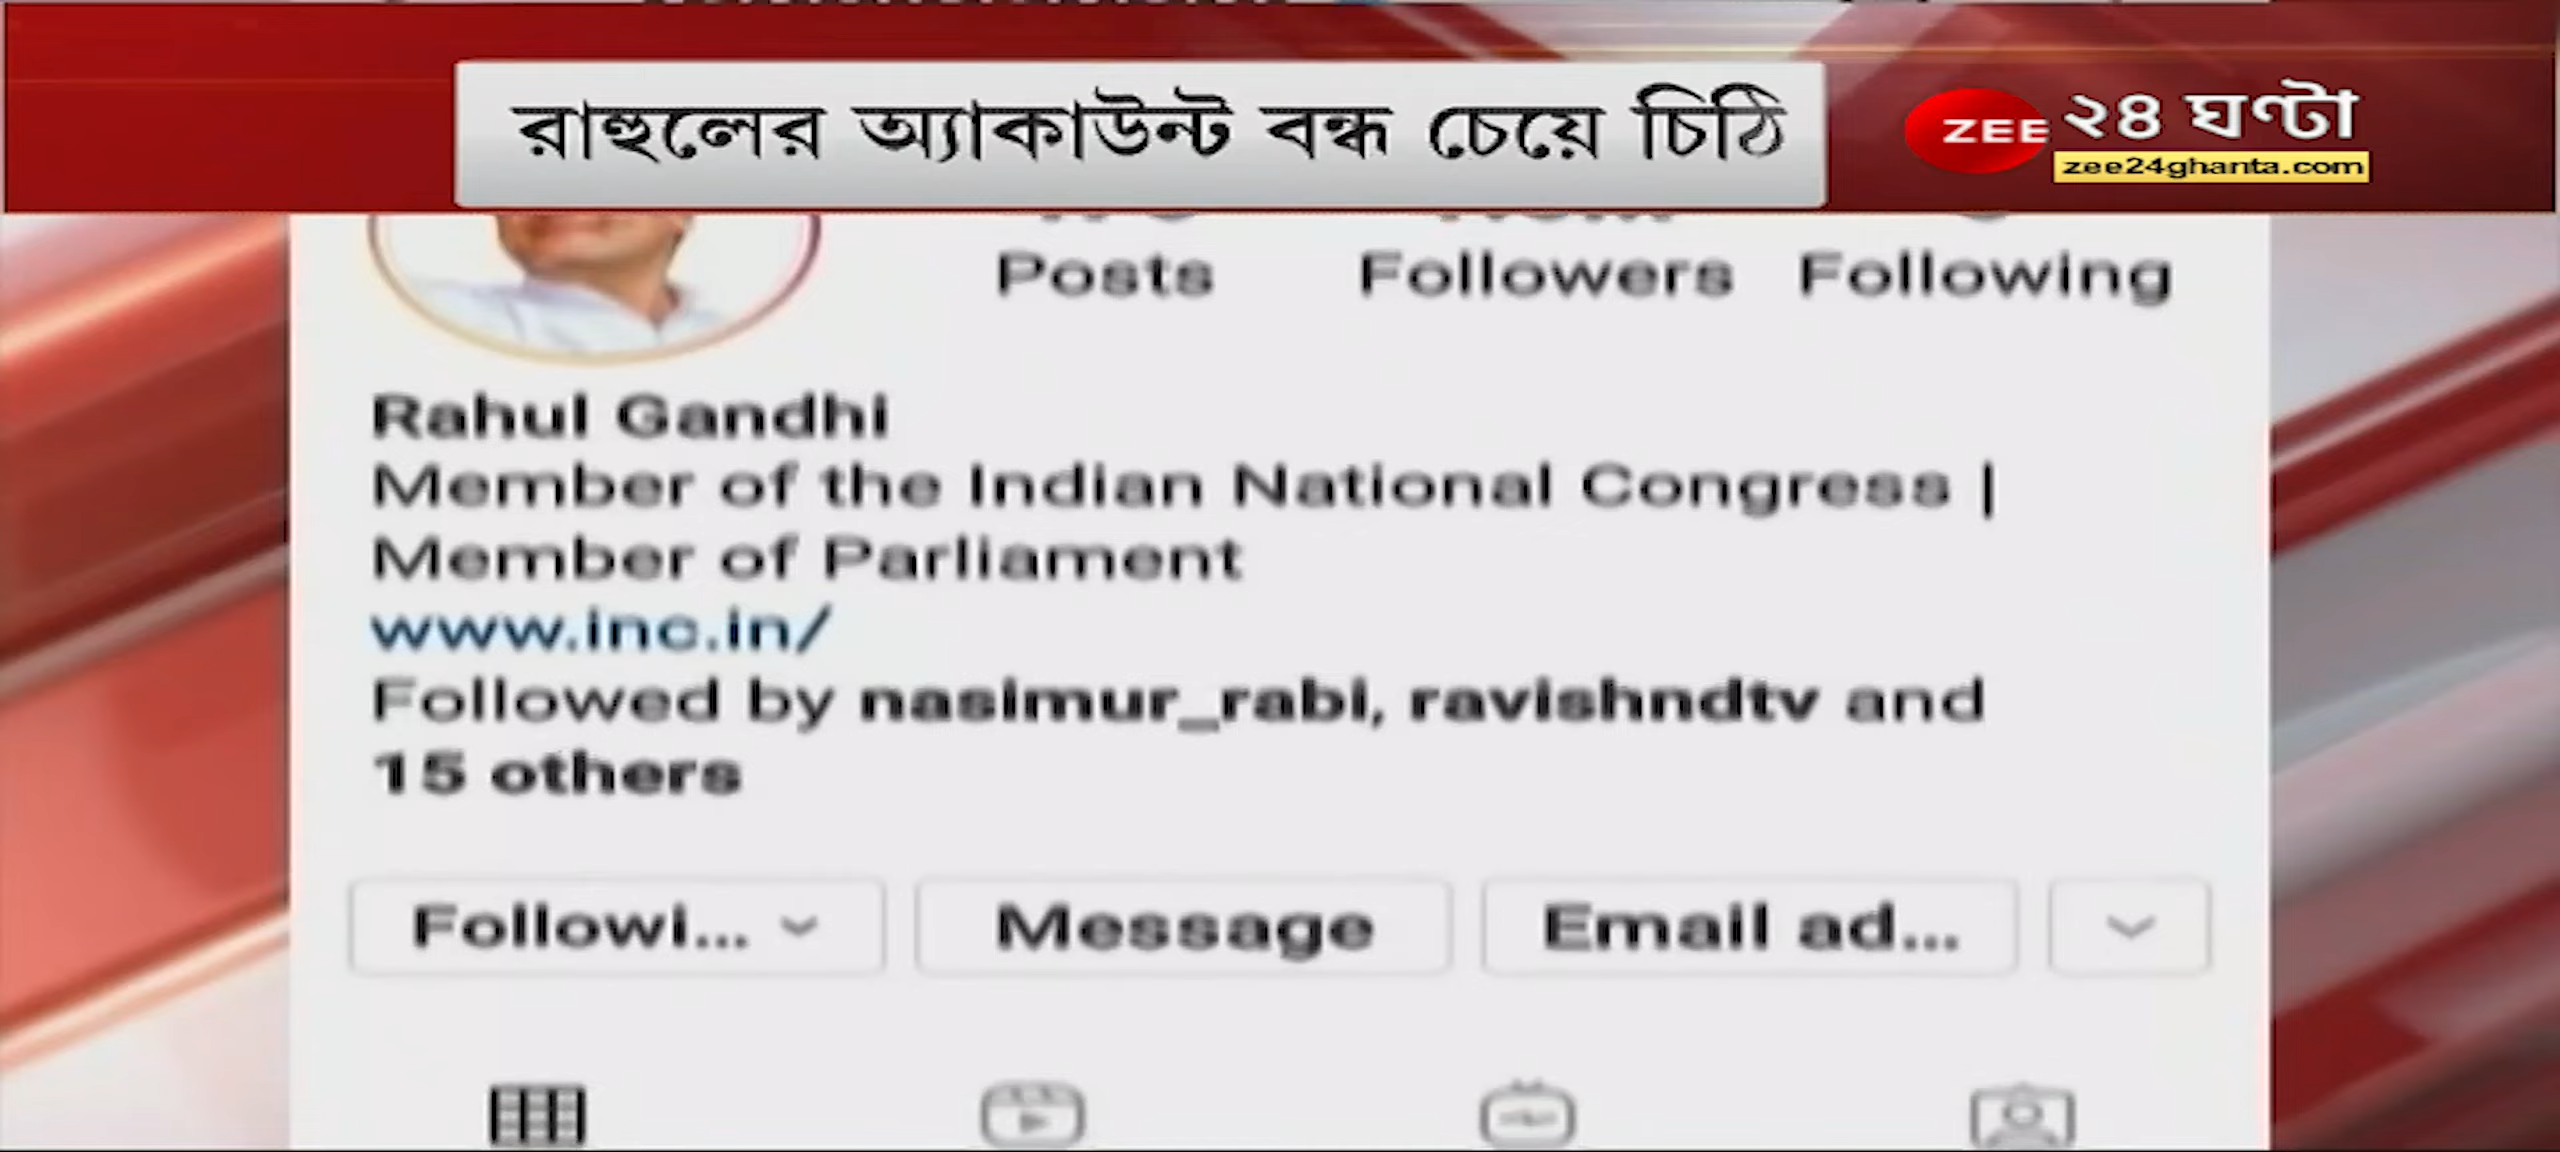 রাহুলের অ্যাকাউন্ট বন্ধ চেয়ে চিঠি
ZEE ২৪ ঘণ্টা
zee24ghanta.com
Posts Followers Following
Rahul Gandhi
Member of the Indian National Congress |
Member of Parliament
www.inc.in/
Followed by nasimur_rabi, ravishndtv and
15 others
Followi... Message Email ad...